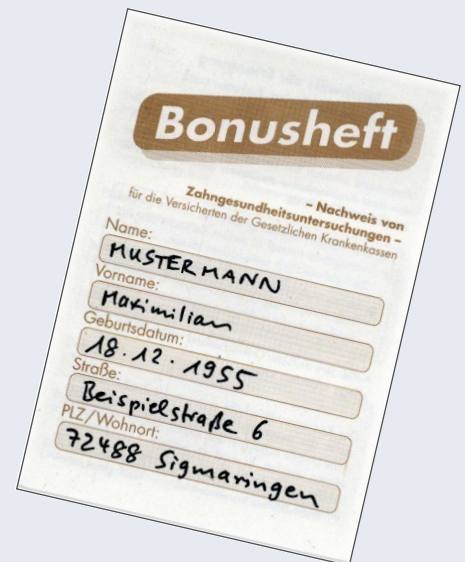 Bonusheft
– Nachweis von
Zahngesundheitsuntersuchungen –
für die Versicherten der Gesetzlichen Krankenkassen
Name:
MUSTERMANN
Vorname:
Maximilian
Geburtsdatum:
18.12.1955
Straße:
Beispielstraße 6
PLZ/Wohnort:
72488 Sigmaringen